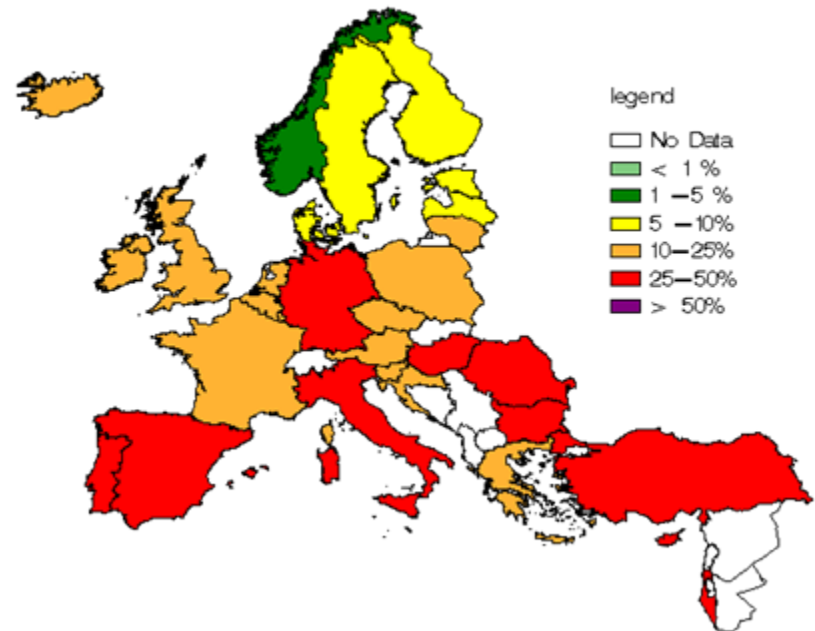 legend
No Data
< 1 %
1 –5 %
5 –10%
10–25%
25–50%
> 50%